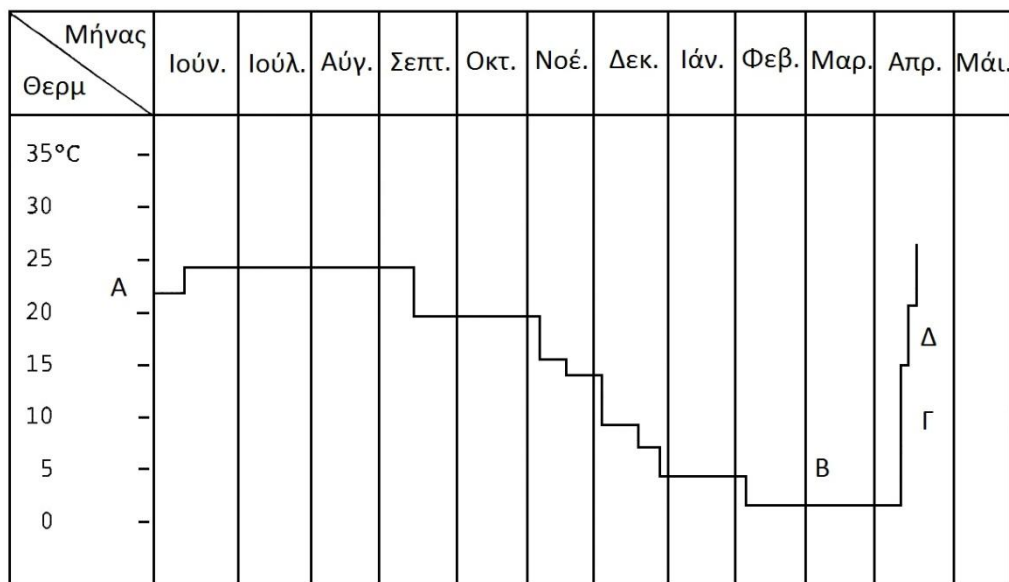 Μήνας
Θερμ
Ιούν. Ιούλ. Αύγ. Σεπτ. Οκτ. Νοέ. Δεκ. Ιάν. Φεβ. Μαρ. Απρ. Μάι.
35°C
30
25
Α
20
15
Δ
10
Γ
5
Β
0